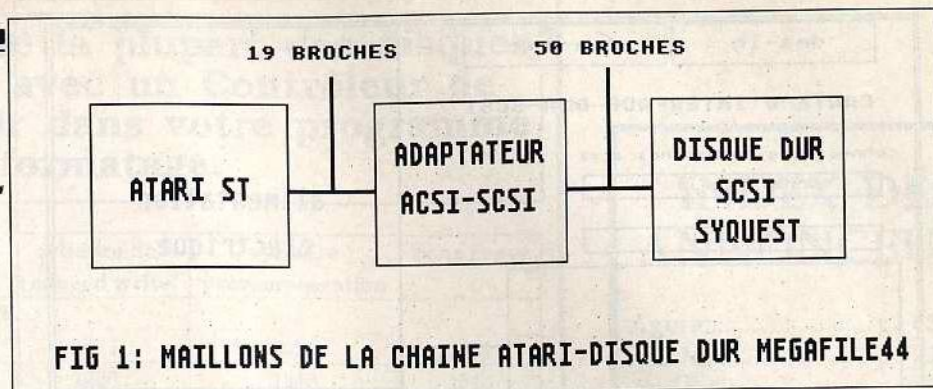 19 BROCHES
50 BROCHES
ATARI ST
ADAPTATEUR
ACSI-SCSI
DISQUE DUR
SCSI
SYQUEST
FIG 1: MAILLONS DE LA CHAINE ATARI-DISQUE DUR MEGAFILE44